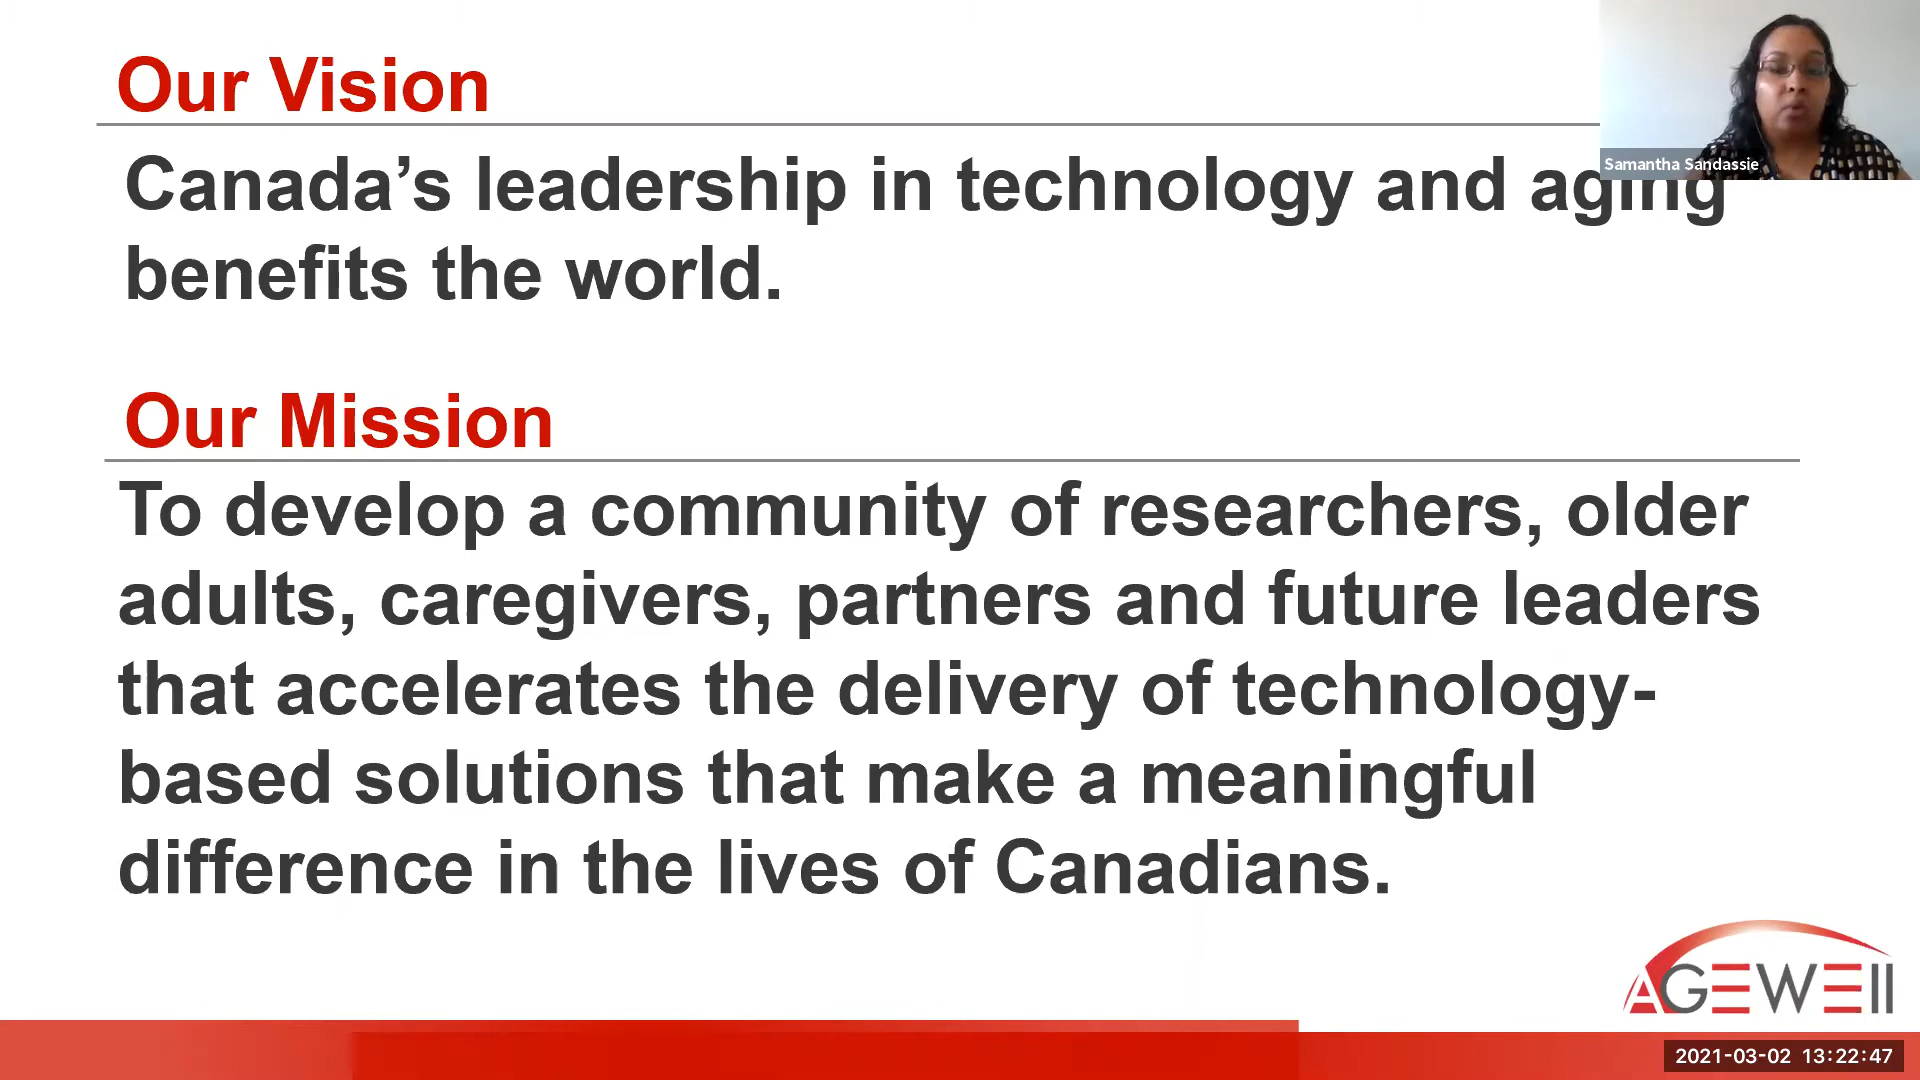 Our Vision
Samantha Sandassie
Canada’s leadership in technology and aging
benefits the world.
Our Mission
To develop a community of researchers, older
adults, caregivers, partners and future leaders
that accelerates the delivery of technology-
based solutions that make a meaningful
difference in the lives of Canadians.
AGEWEll
2021-03-02 13:22:47